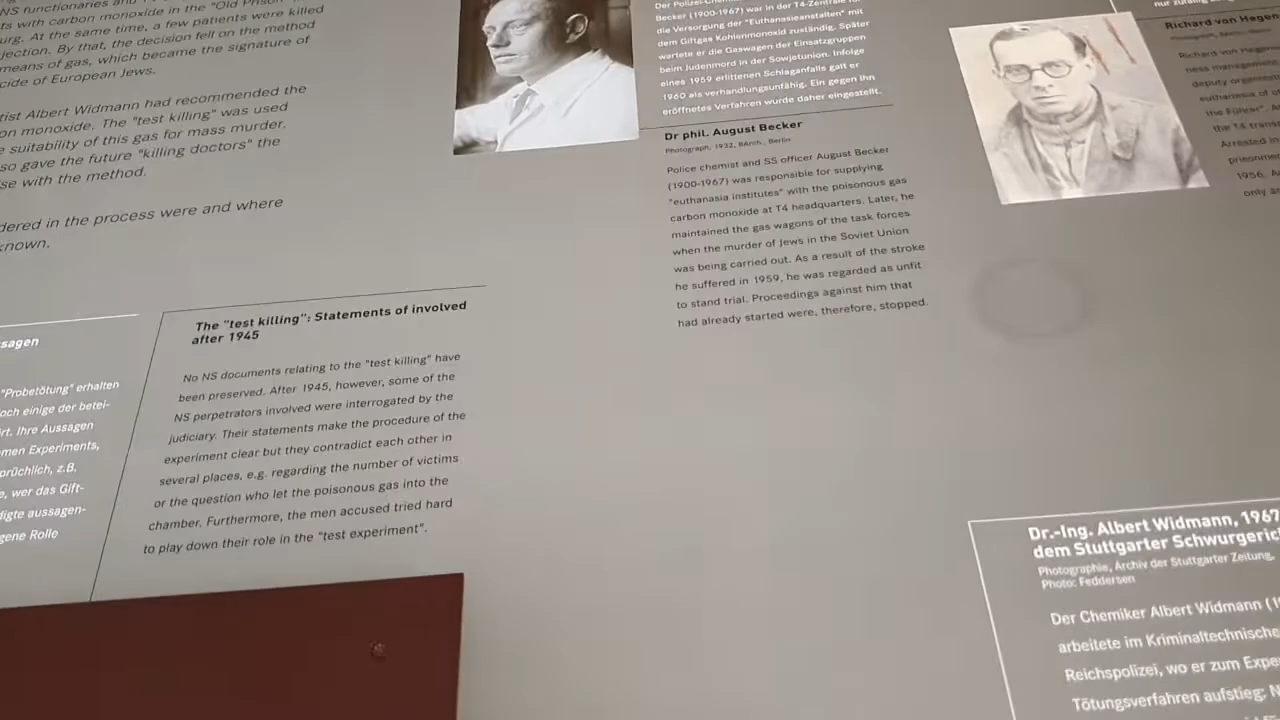 NS functionaries and
ts with carbon monoxide in the "Old Prison"
urg. At the same time, a few patients were killed
jection. By that, the decision fell on the method
means of gas, which became the signature of
cide of European Jews.
tist Albert Widmann had recommended the
on monoxide. The "test killing" was used
e suitability of this gas for mass murder.
so gave the future "killing doctors" the
se with the method.
dered in the process were and where
known.
Becker (1900-1967) war in der T4-Zentrale
die Versorgung der "Euthanasieanstalten" mit
dem Giftgas Kohlenmonoxid zuständig. Später
wartete er die Gaswagen der Einsatzgruppen
beim Judenmord in der Sowjetunion. Infolge
eines 1959 erlittenen Schlaganfalls galt er
1960 als verhandlungsunfähig. Ein gegen ihn
eröffnetes Verfahren wurde daher eingestellt.
Dr phil. August Becker
Photograph, 1932, BArch, Berlin
Police chemist and SS officer August Becker
(1900-1967) was responsible for supplying
"euthanasia institutes" with the poisonous gas
carbon monoxide at T4 headquarters. Later, he
maintained the gas wagons of the task forces
when the murder of Jews in the Soviet Union
was being carried out. As a result of the stroke
he suffered in 1959, he was regarded as unfit
to stand trial. Proceedings against him that
had already started were, therefore, stopped.
Richard von Hegen
Richard von Hegen
ness management
deputy organis
euthanasia of
the Führer".
the T4 trans
Arrested
prisonment
1956. A
only
sagen
"Probetötung" erhalten
och einige der betei-
rt. Ihre Aussagen
men Experiments,
prüchlich, z.B.
e, wer das Gift-
digte aussagen-
gene Rolle
The "test killing": Statements of involved
after 1945
No NS documents relating to the "test killing" have
been preserved. After 1945, however, some of the
NS perpetrators involved were interrogated by the
judiciary. Their statements make the procedure of the
experiment clear but they contradict each other in
several places, e.g. regarding the number of victims
or the question who let the poisonous gas into the
chamber. Furthermore, the men accused tried hard
to play down their role in the "test experiment".
Dr.-Ing. Albert Widmann, 1967
dem Stuttgarter Schwurgeric
Photographie, Archiv der Stuttgarter Zeitung,
Photo: Feddersen
Der Chemiker Albert Widmann (1
arbeitete im Kriminaltechnische
Reichspolizei, wo er zum Expe
Tötungsverfahren aufstieg: N